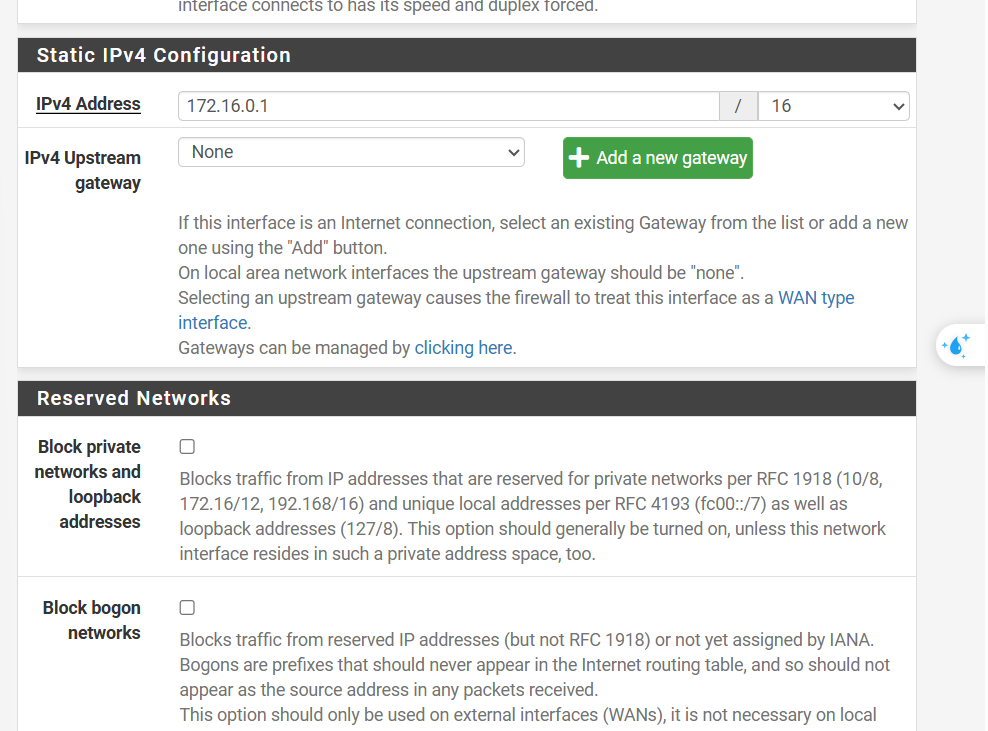 interface connects to has its speed and duplex forced.
Static IPv4 Configuration
IPv4 Address
172.16.0.1 / 16
IPv4 Upstream gateway
None
Add a new gateway
If this interface is an Internet connection, select an existing Gateway from the list or add a new
one using the "Add" button.
On local area network interfaces the upstream gateway should be "none".
Selecting an upstream gateway causes the firewall to treat this interface as a WAN type
interface.
Gateways can be managed by clicking here.
Reserved Networks
Block private
networks and
loopback
addresses
Blocks traffic from IP addresses that are reserved for private networks per RFC 1918 (10/8,
172.16/12, 192.168/16) and unique local addresses per RFC 4193 (fc00::/7) as well as
loopback addresses (127/8). This option should generally be turned on, unless this network
interface resides in such a private address space, too.
Block bogon
networks
Blocks traffic from reserved IP addresses (but not RFC 1918) or not yet assigned by IANA.
Bogons are prefixes that should never appear in the Internet routing table, and so should not
appear as the source address in any packets received.
This option should only be used on external interfaces (WANs), it is not necessary on local